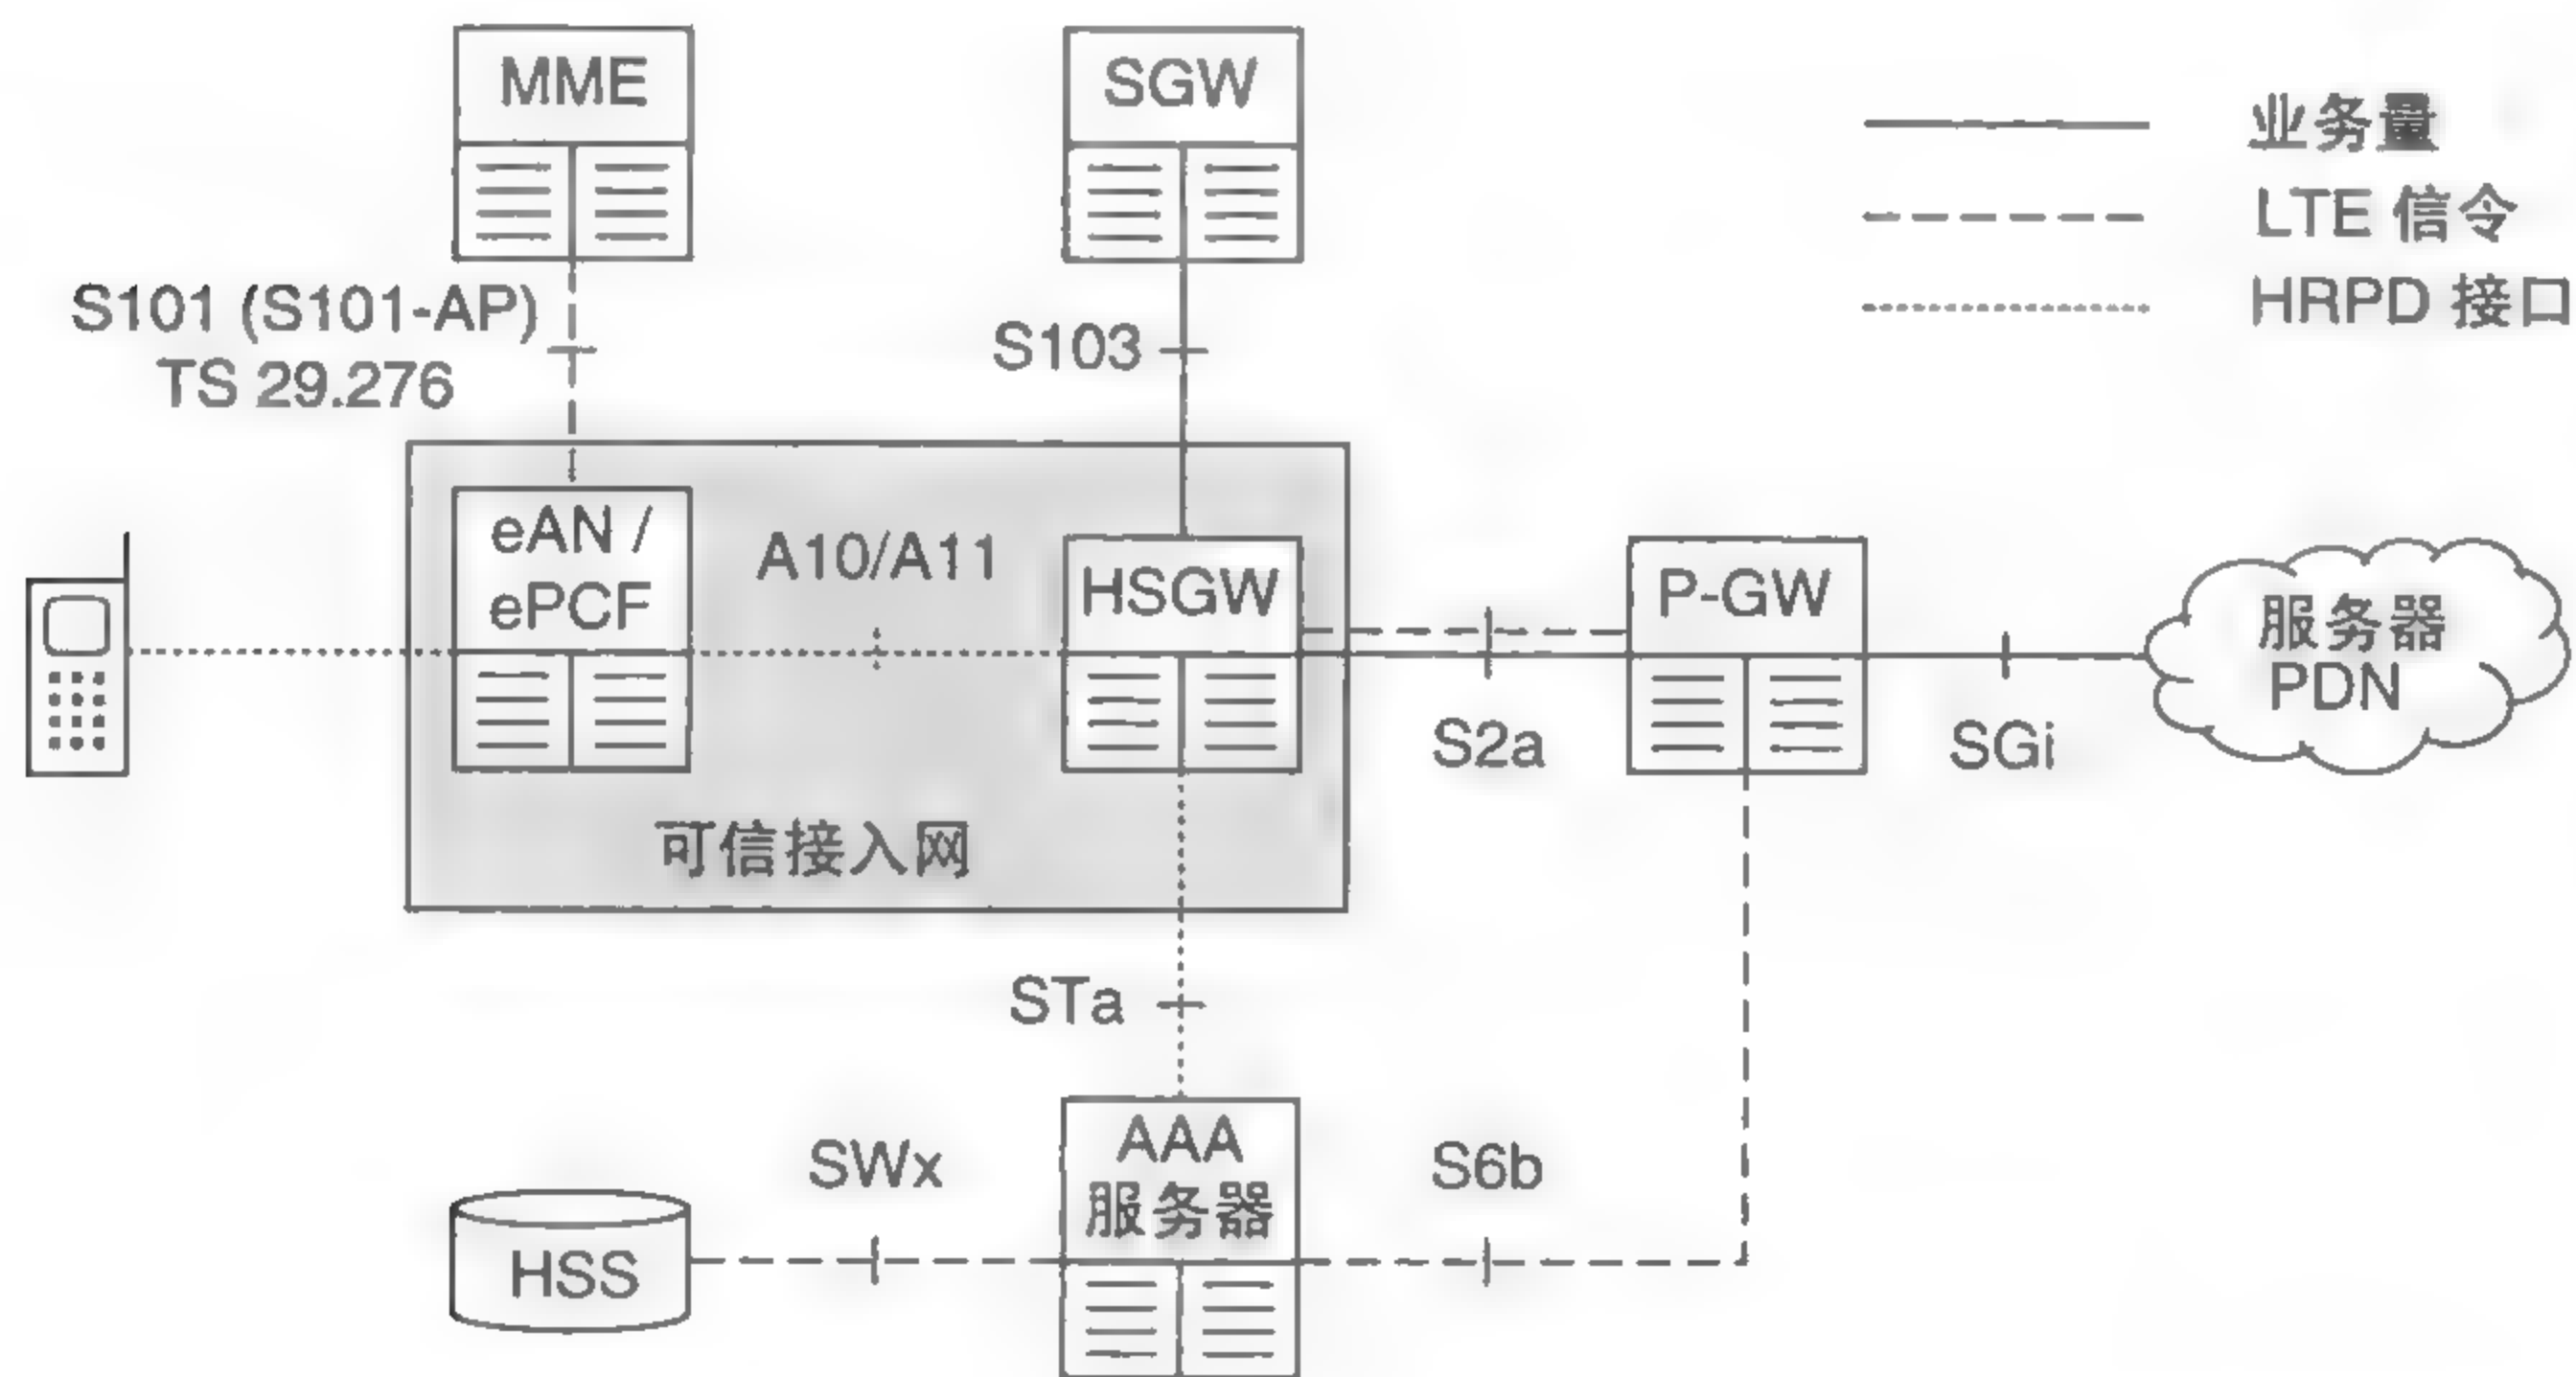 MME
SGW
业务量
LTE 信令
HRPD 接口
S101 (S101-AP)
TS 29.276
S103
eAN /
ePCF
A10/A11
HSGW
P-GW
服务器
PDN
S2a
SGi
可信接入网
STa
SWx
AAA
服务器
S6b
HSS